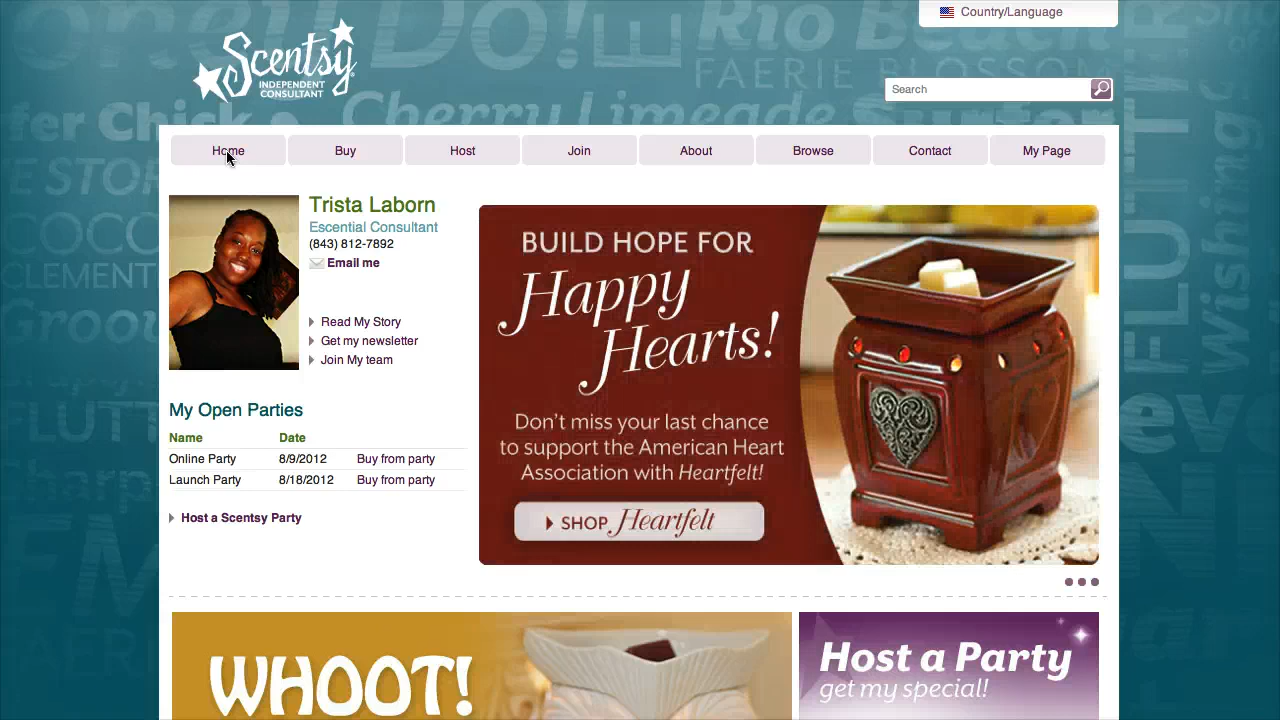 Country/Language
Scentsy
INDEPENDENT
CONSULTANT
Search
Home
Buy
Host
Join
About
Browse
Contact
My Page
Trista Laborn
Escential Consultant
(843) 812-7892
Email me
Read My Story
Get my newsletter
Join My team
My Open Parties
Name Date
Online Party 8/9/2012 Buy from party
Launch Party 8/18/2012 Buy from party
Host a Scentsy Party
BUILD HOPE FOR
Happy
Hearts!
Don't miss your last chance
to support the American Heart
Association with Heartfelt!
SHOP Heartfelt
WHOOT!
Host a Party
get my special!
Do!
Rio Beach
FAERIE BLOSSOM
Cherry Limeade